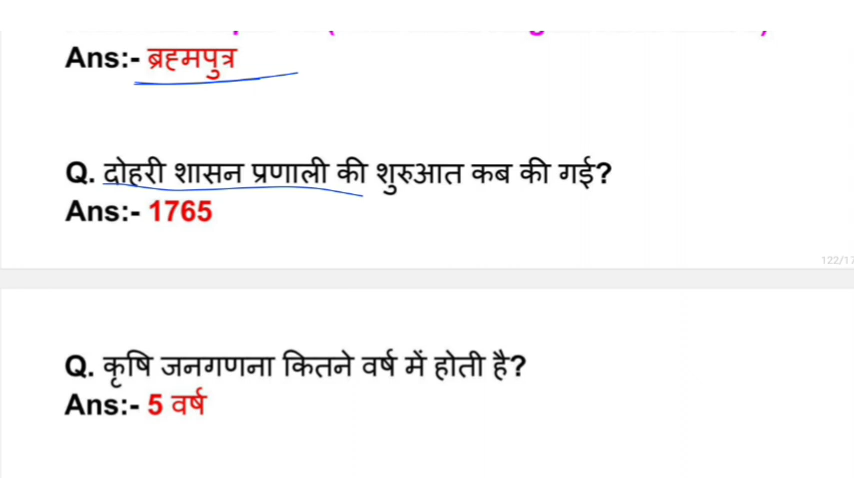 Ans:- ब्रह्मपुत्र
Q. दोहरी शासन प्रणाली की शुरुआत कब की गई?
Ans:- 1765
Q. कृषि जनगणना कितने वर्ष में होती है?
Ans:- 5 वर्ष